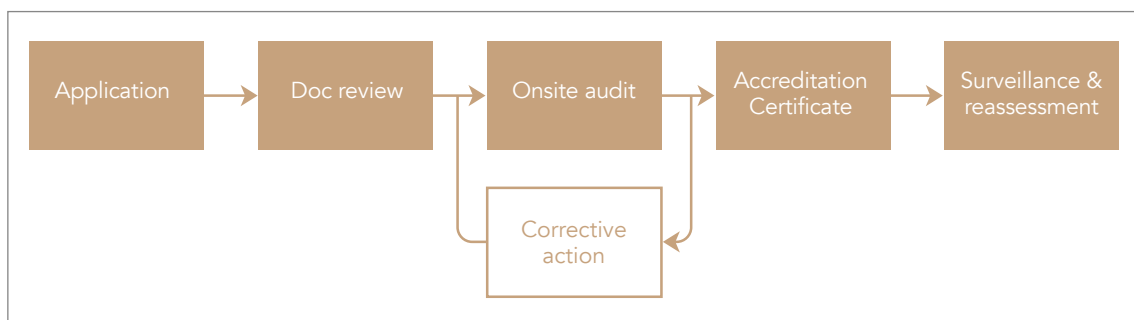 Application
Doc review
Onsite audit
Accreditation
Certificate
Surveillance &
reassessment
Corrective
action